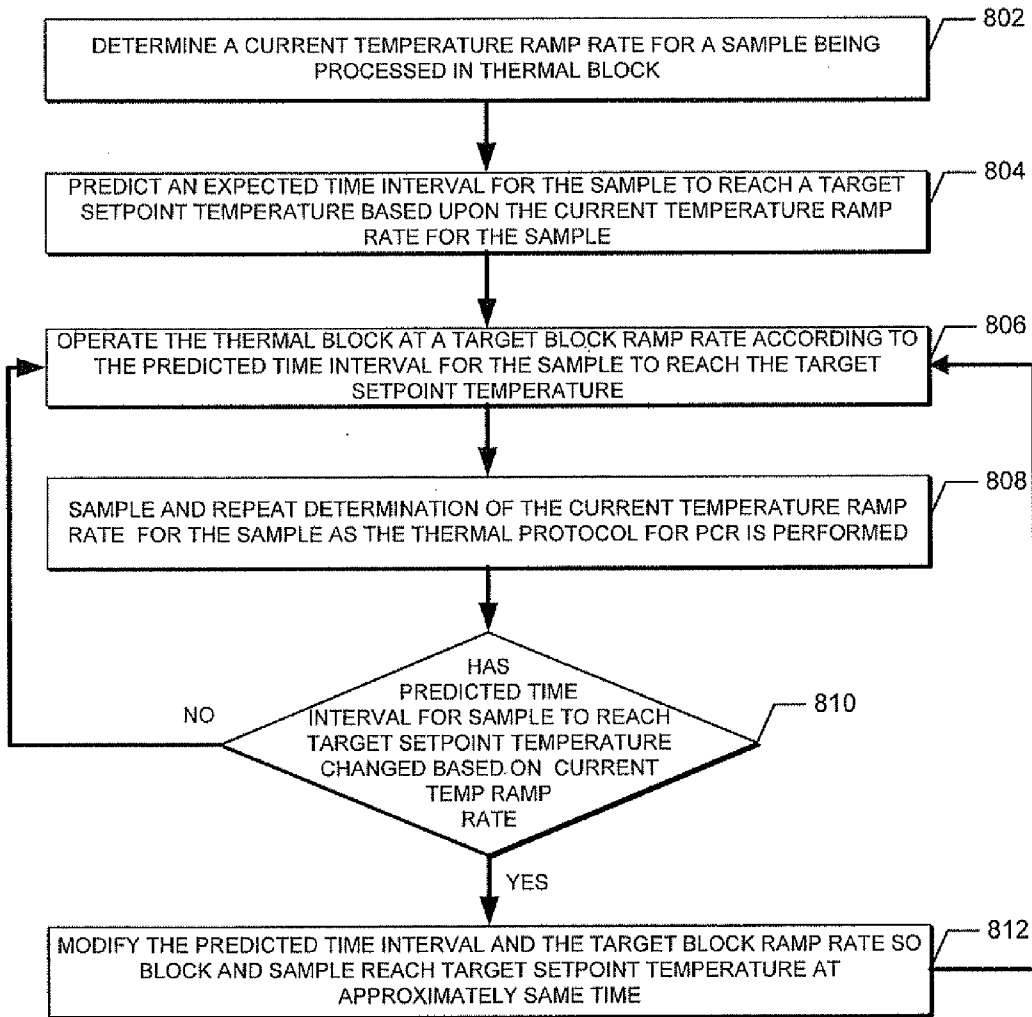 802
DETERMINE A CURRENT TEMPERATURE RAMP RATE FOR A SAMPLE BEING
PROCESSED IN THERMAL BLOCK
804
PREDICT AN EXPECTED TIME INTERVAL FOR THE SAMPLE TO REACH A TARGET
SETPOINT TEMPERATURE BASED UPON THE CURRENT TEMPERATURE RAMP
RATE FOR THE SAMPLE
806
OPERATE THE THERMAL BLOCK AT A TARGET BLOCK RAMP RATE ACCORDING TO
THE PREDICTED TIME INTERVAL FOR THE SAMPLE TO REACH THE TARGET
SETPOINT TEMPERATURE
808
SAMPLE AND REPEAT DETERMINATION OF THE CURRENT TEMPERATURE RAMP
RATE FOR THE SAMPLE AS THE THERMAL PROTOCOL FOR PCR IS PERFORMED
810
HAS
PREDICTED TIME
INTERVAL FOR SAMPLE TO REACH
TARGET SETPOINT TEMPERATURE
CHANGED BASED ON CURRENT
TEMP RAMP
RATE
NO
YES
812
MODIFY THE PREDICTED TIME INTERVAL AND THE TARGET BLOCK RAMP RATE SO
BLOCK AND SAMPLE REACH TARGET SETPOINT TEMPERATURE AT
APPROXIMATELY SAME TIME